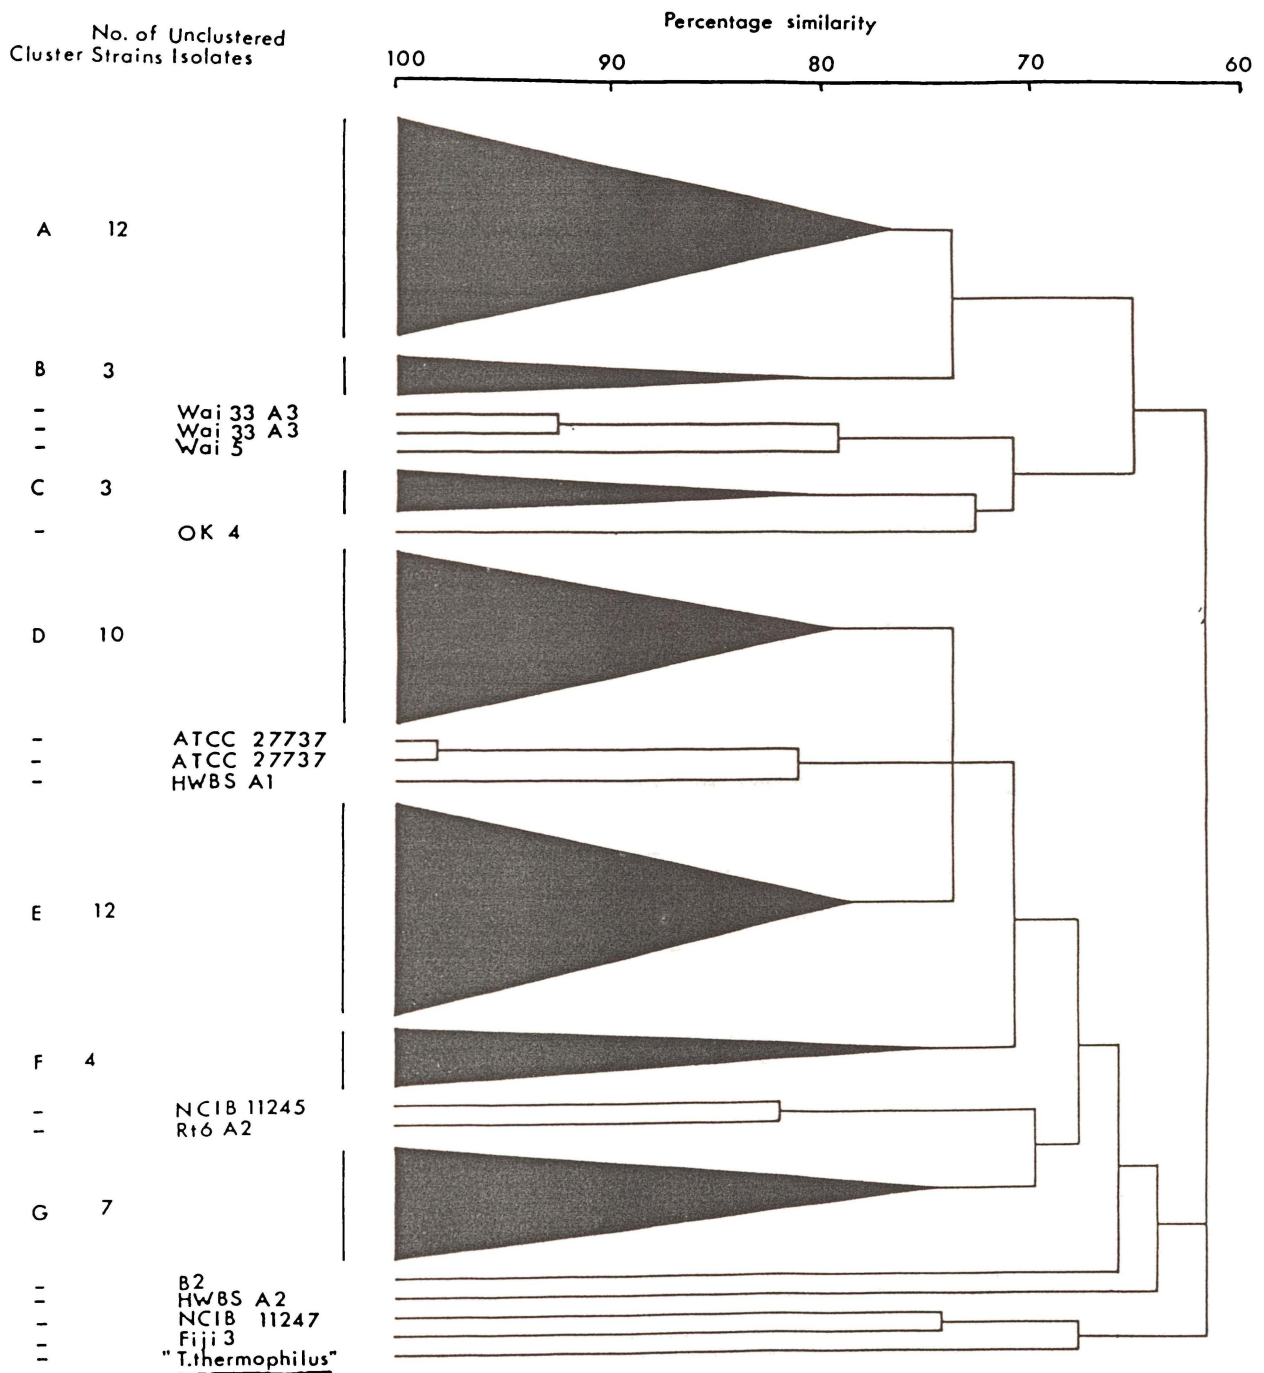 Percentage similarity
No. of Unclustered
Cluster Strains Isolates
100 90 80 70 60
A 12
B 3
- Wai 33 A3
- Wai 33 A3
- Wai 5
C 3
- OK 4
D 10
- ATCC 27737
- ATCC 27737
- HWBS A1
E 12
F 4
- NCIB 11245
- Rt6 A2
G 7
- B2
- HWBS A2
- NCIB 11247
- Fiji 3
- "T.thermophilus"